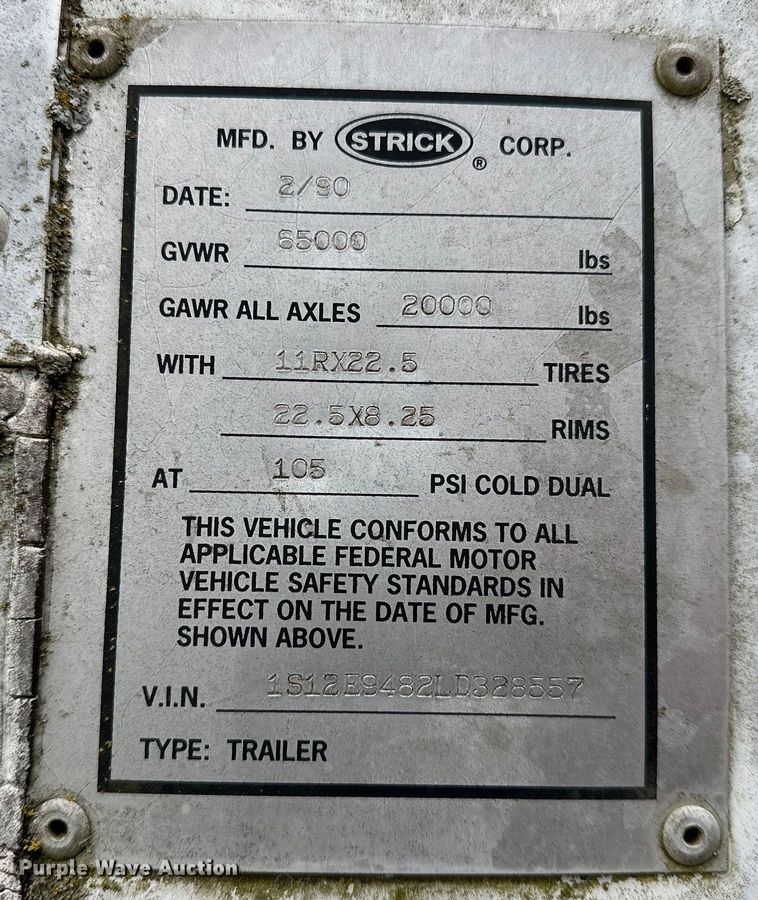 MFD. BY STRICK ® CORP.
DATE: 2/90
GVWR 65000 lbs
GAWR ALL AXLES 20000 lbs
WITH 11RX22.5 TIRES
22.5X8.25 RIMS
AT 105 PSI COLD DUAL
THIS VEHICLE CONFORMS TO ALL
APPLICABLE FEDERAL MOTOR
VEHICLE SAFETY STANDARDS IN
EFFECT ON THE DATE OF MFG.
SHOWN ABOVE.
V.I.N. 1S12E9482LD328557
TYPE: TRAILER
Purple Wave Auction